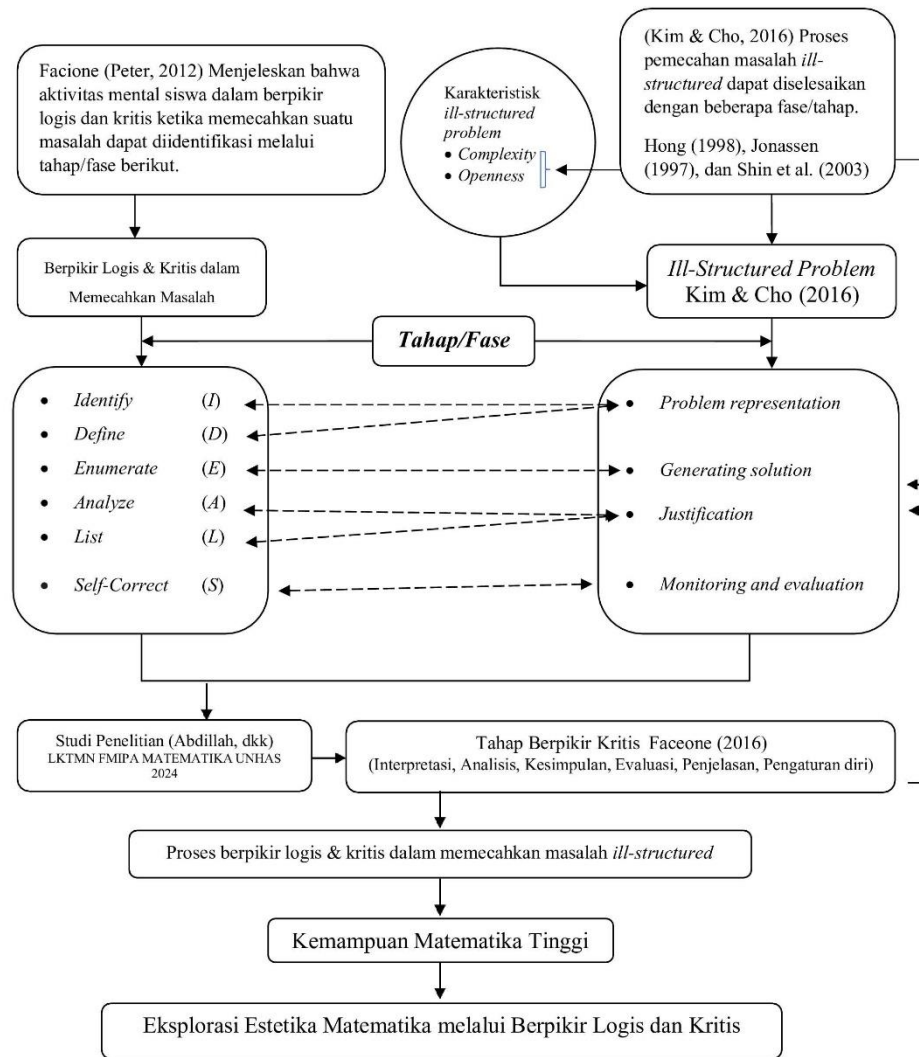 Facione (Peter, 2012) Menjeleskan bahwa
aktivitas mental siswa dalam berpikir
logis dan kritis ketika memecahkan suatu
masalah dapat diidentifikasi melalui
tahap/fase berikut.
Karakteristisk
ill-structured
problem
• Complexity
• Openness
(Kim & Cho, 2016) Proses
pemecahan masalah ill-
structured dapat diselesaikan
dengan beberapa fase/tahap.
Hong (1998), Jonassen
(1997), dan Shin et al. (2003)
Berpikir Logis & Kritis dalam
Memecahkan Masalah
Ill-Structured Problem
Kim & Cho (2016)
Tahap/Fase
• Identify (I)
• Define (D)
• Enumerate (E)
• Analyze (A)
• List (L)
• Self-Correct (S)
• Problem representation
• Generating solution
• Justification
• Monitoring and evaluation
Studi Penelitian (Abdillah, dkk)
LKTMN FMIPA MATEMATIKA UNHAS
2024
Tahap Berpikir Kritis Faceone (2016)
(Interpretasi, Analisis, Kesimpulan, Evaluasi, Penjelasan, Pengaturan diri)
Proses berpikir logis & kritis dalam memecahkan masalah ill-structured
Kemampuan Matematika Tinggi
Eksplorasi Estetika Matematika melalui Berpikir Logis dan Kritis